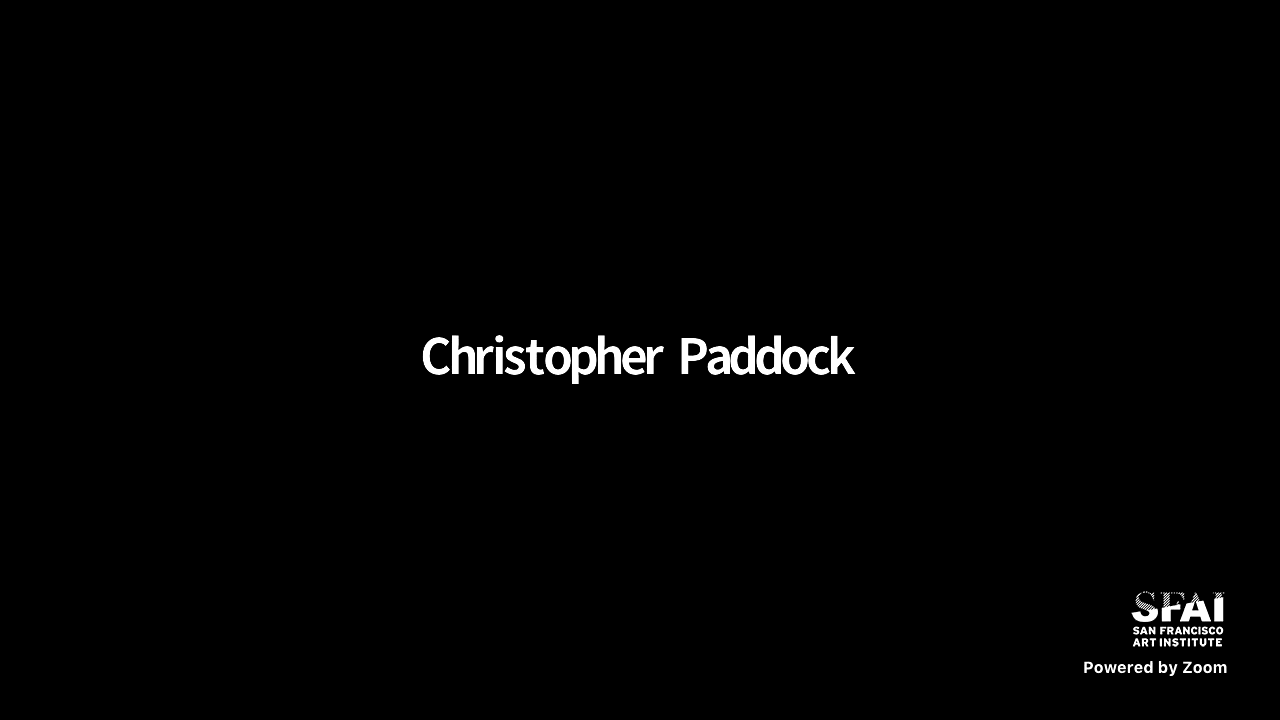 Christopher Paddock
SFAI
SAN FRANCISCO
ART INSTITUTE
Powered by Zoom